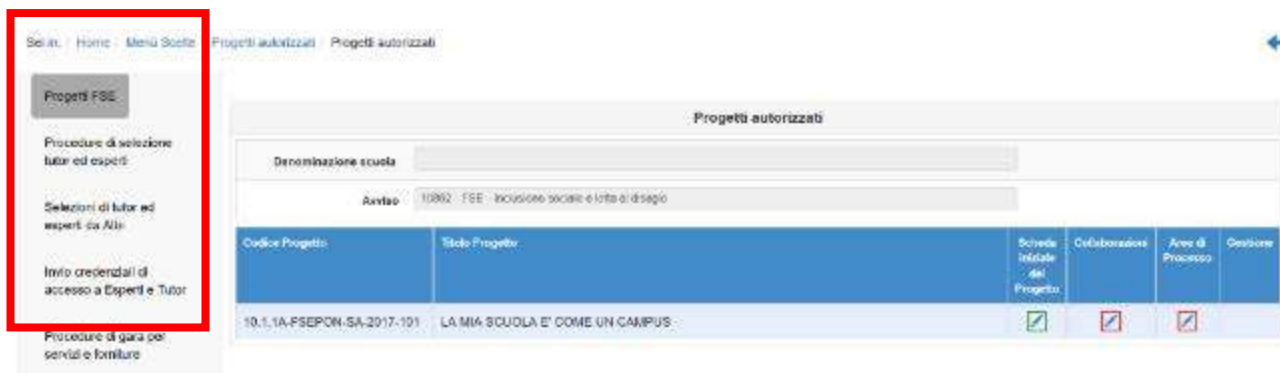 Sei in: / Home / Menù Scelte / Progetti autorizzati / Progetti autorizzati
Progetti FSE
Procedure di selezione
tutor ed esperti
Selezioni di tutor ed
esperti da Albi
Invio credenziali di
accesso a Esperti e Tutor
Procedure di gara per
servizi e forniture
Progetti autorizzati
Denominazione scuola
Avviso
10862 - FSE - Inclusione sociale e lotta al disagio
Codice Progetto
Titolo Progetto
Scheda
iniziale
del
Progetto
Collaborazioni
Aree di
Processo
Gestione
10.1.1A-FSEPON-SA-2017-101
LA MIA SCUOLA E' COME UN CAMPUS